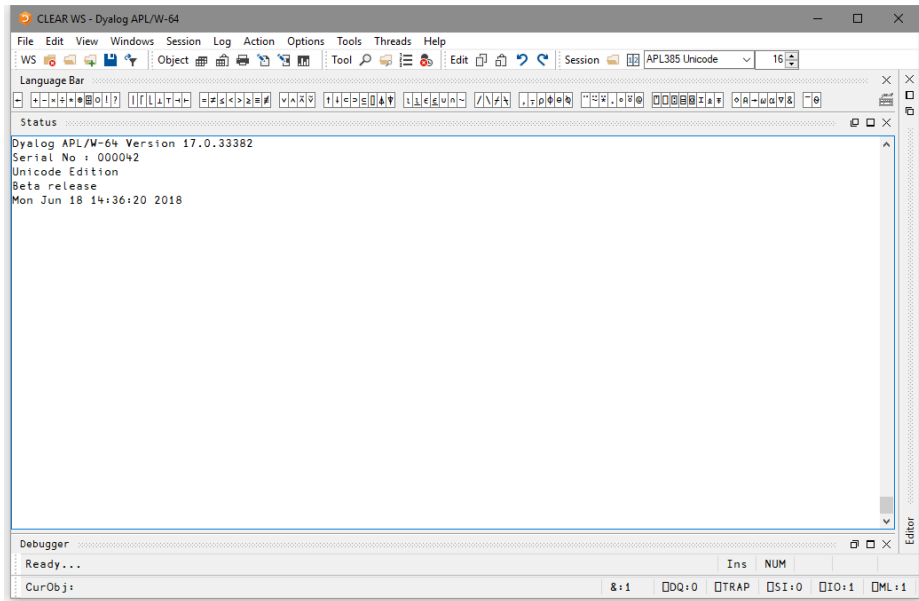 CLEAR WS - Dyalog APL/W-64
File Edit View Windows Session Log Action Options Tools Threads Help
WS Object Tool Edit Session APL385 Unicode 16
Language Bar
← +-×÷*⍟⌹○!? |⌈⌊⊥⊤⊣⊢ =≠≤<>≥≡≢ ∨∧⍲⍱ ↑↓⊂⊃⊆⌷⍋⍒ ⍳⍸∊⍷∪∩~ /\⌿⍀ ,⍪⍴⌽⊖⍉ ¨⍨⍣.∘⍤@ ⍞⎕⍠⌸⌺⌶⍎⍕ ⋄⍝→⍵⍺∇& ¯⍬
Status
Dyalog APL/W-64 Version 17.0.33382
Serial No : 000042
Unicode Edition
Beta release
Mon Jun 18 14:36:20 2018
Editor
Debugger
Ready... Ins NUM
CurObj: &:1 ⎕DQ:0 ⎕TRAP ⎕SI:0 ⎕IO:1 ⎕ML:1